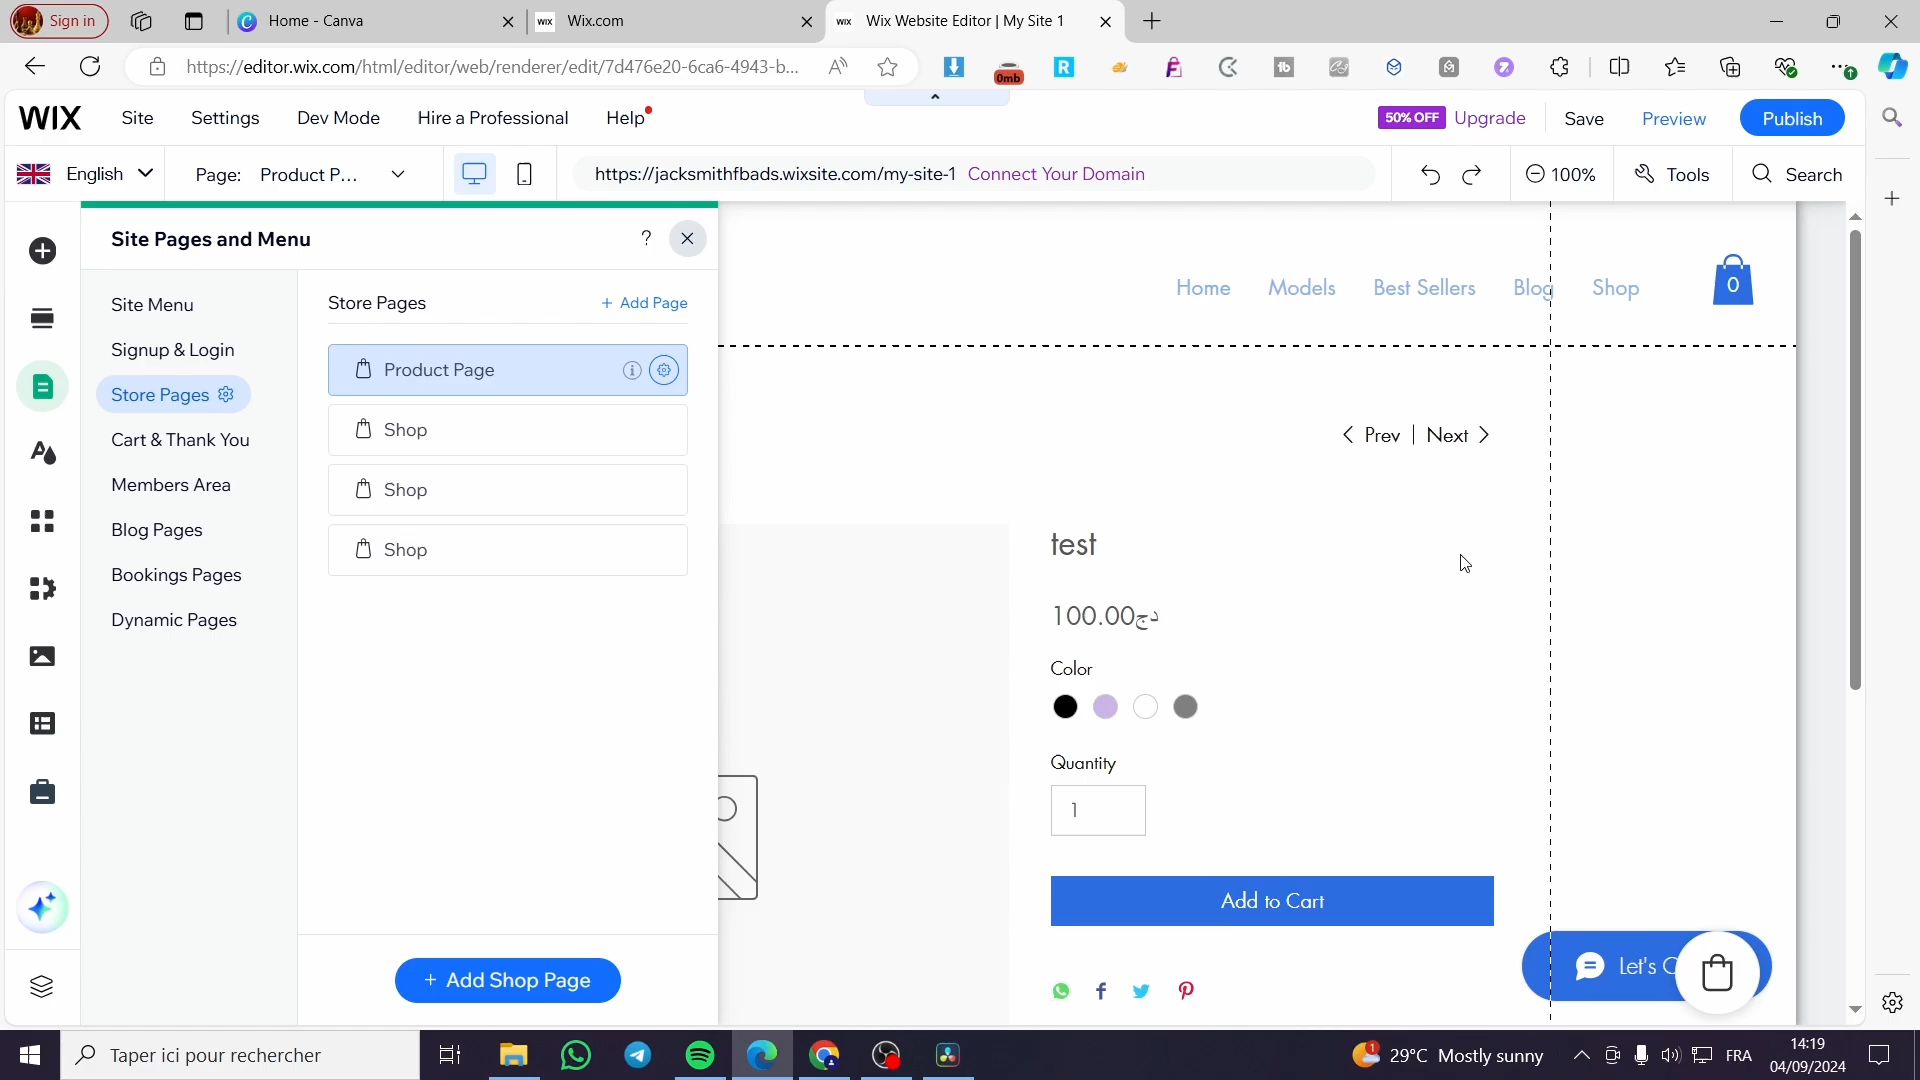 Sign in
Home - Canva
WIX Wix.com
WIX Wix Website Editor | My Site 1
https://editor.wix.com/html/editor/web/renderer/edit/7d476e20-6ca6-4943-b...
0mb
WIX
Site
Settings
Dev Mode
Hire a Professional
Help
50% OFF
Upgrade
Save
Preview
Publish
English
Page: Product P...
https://jacksmithfbads.wixsite.com/my-site-1 Connect Your Domain
100%
Tools
Search
Site Pages and Menu
?
Site Menu
Signup & Login
Store Pages
Cart & Thank You
Members Area
Blog Pages
Bookings Pages
Dynamic Pages
Store Pages
+ Add Page
Product Page
Shop
Shop
Shop
+ Add Shop Page
Home
Models
Best Sellers
Blog
Shop
0
Prev | Next
test
100.00دج
Color
Quantity
1
Add to Cart
Let's C
Taper ici pour rechercher
1
29°C Mostly sunny
FRA
14:19
04/09/2024